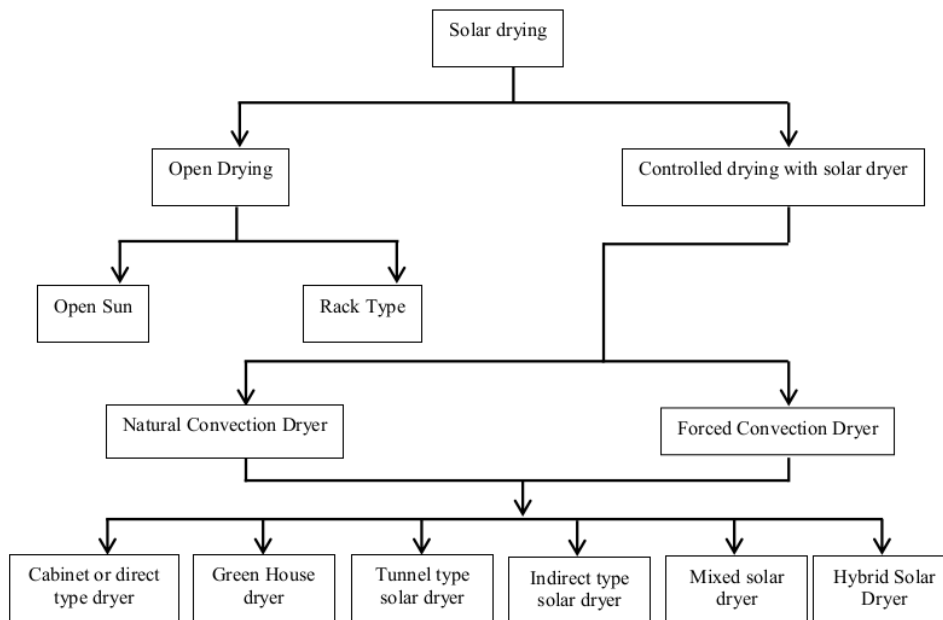 Solar drying
Open Drying
Controlled drying with solar dryer
Open Sun
Rack Type
Natural Convection Dryer
Forced Convection Dryer
Cabinet or direct
type dryer
Green House
dryer
Tunnel type
solar dryer
Indirect type
solar dryer
Mixed solar
dryer
Hybrid Solar
Dryer